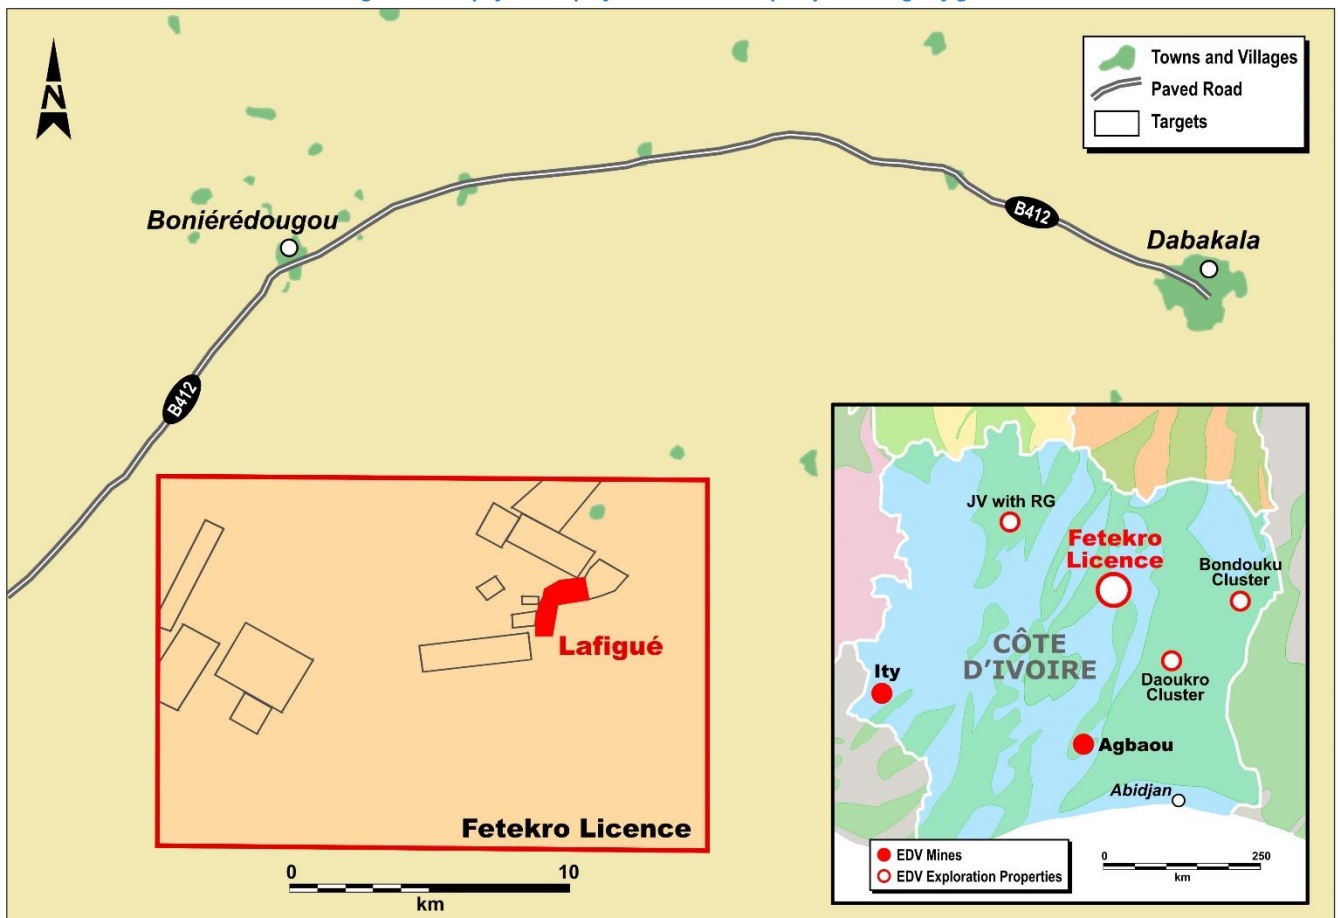 N
Towns and Villages
Paved Road
Targets
Boniérédougou
B412
Dabakala
B412
Lafigué
Fetekro Licence
0
10
km
JV with RG
Fetekro
Licence
Bondouku
Cluster
CÔTE
D'IVOIRE
Daoukro
Cluster
Ity
Agbaou
Abidjan
EDV Mines
EDV Exploration Properties
0
250
km